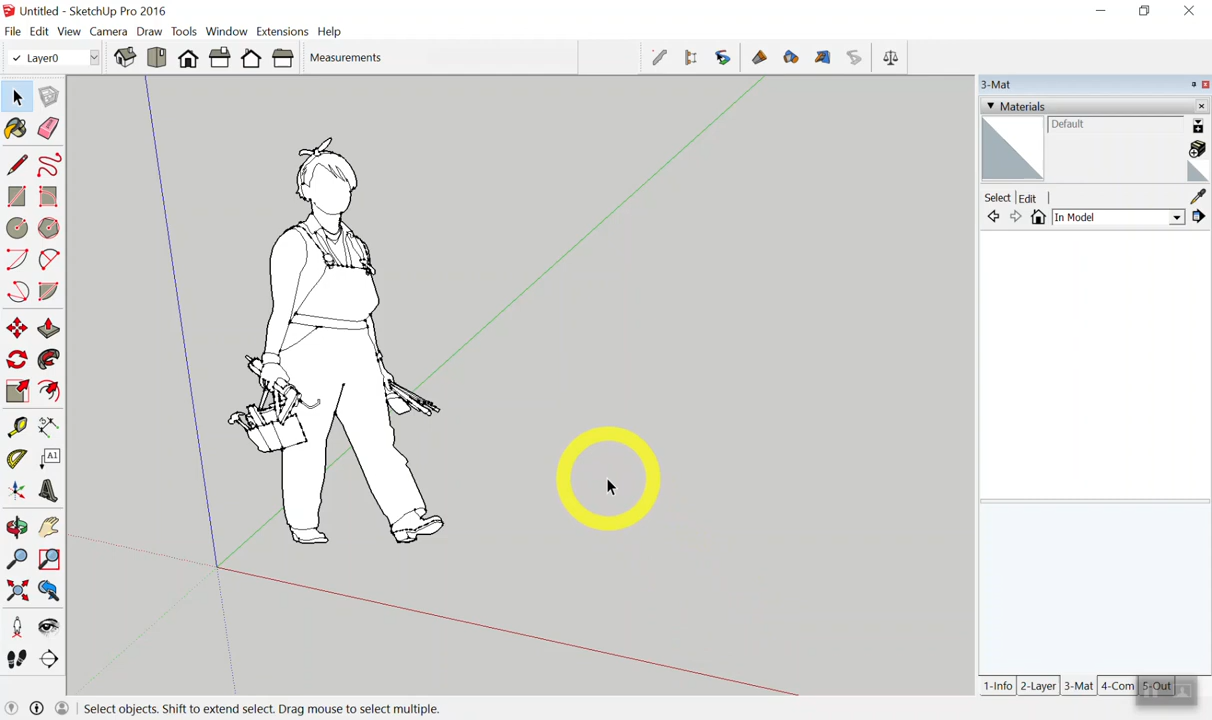 Untitled - SketchUp Pro 2016
File Edit View Camera Draw Tools Window Extensions Help
Layer0
Measurements
3-Mat
Materials
Default
Select Edit
In Model
A1
1-Info 2-Layer 3-Mat 4-Com 5-Out
Select objects. Shift to extend select. Drag mouse to select multiple.